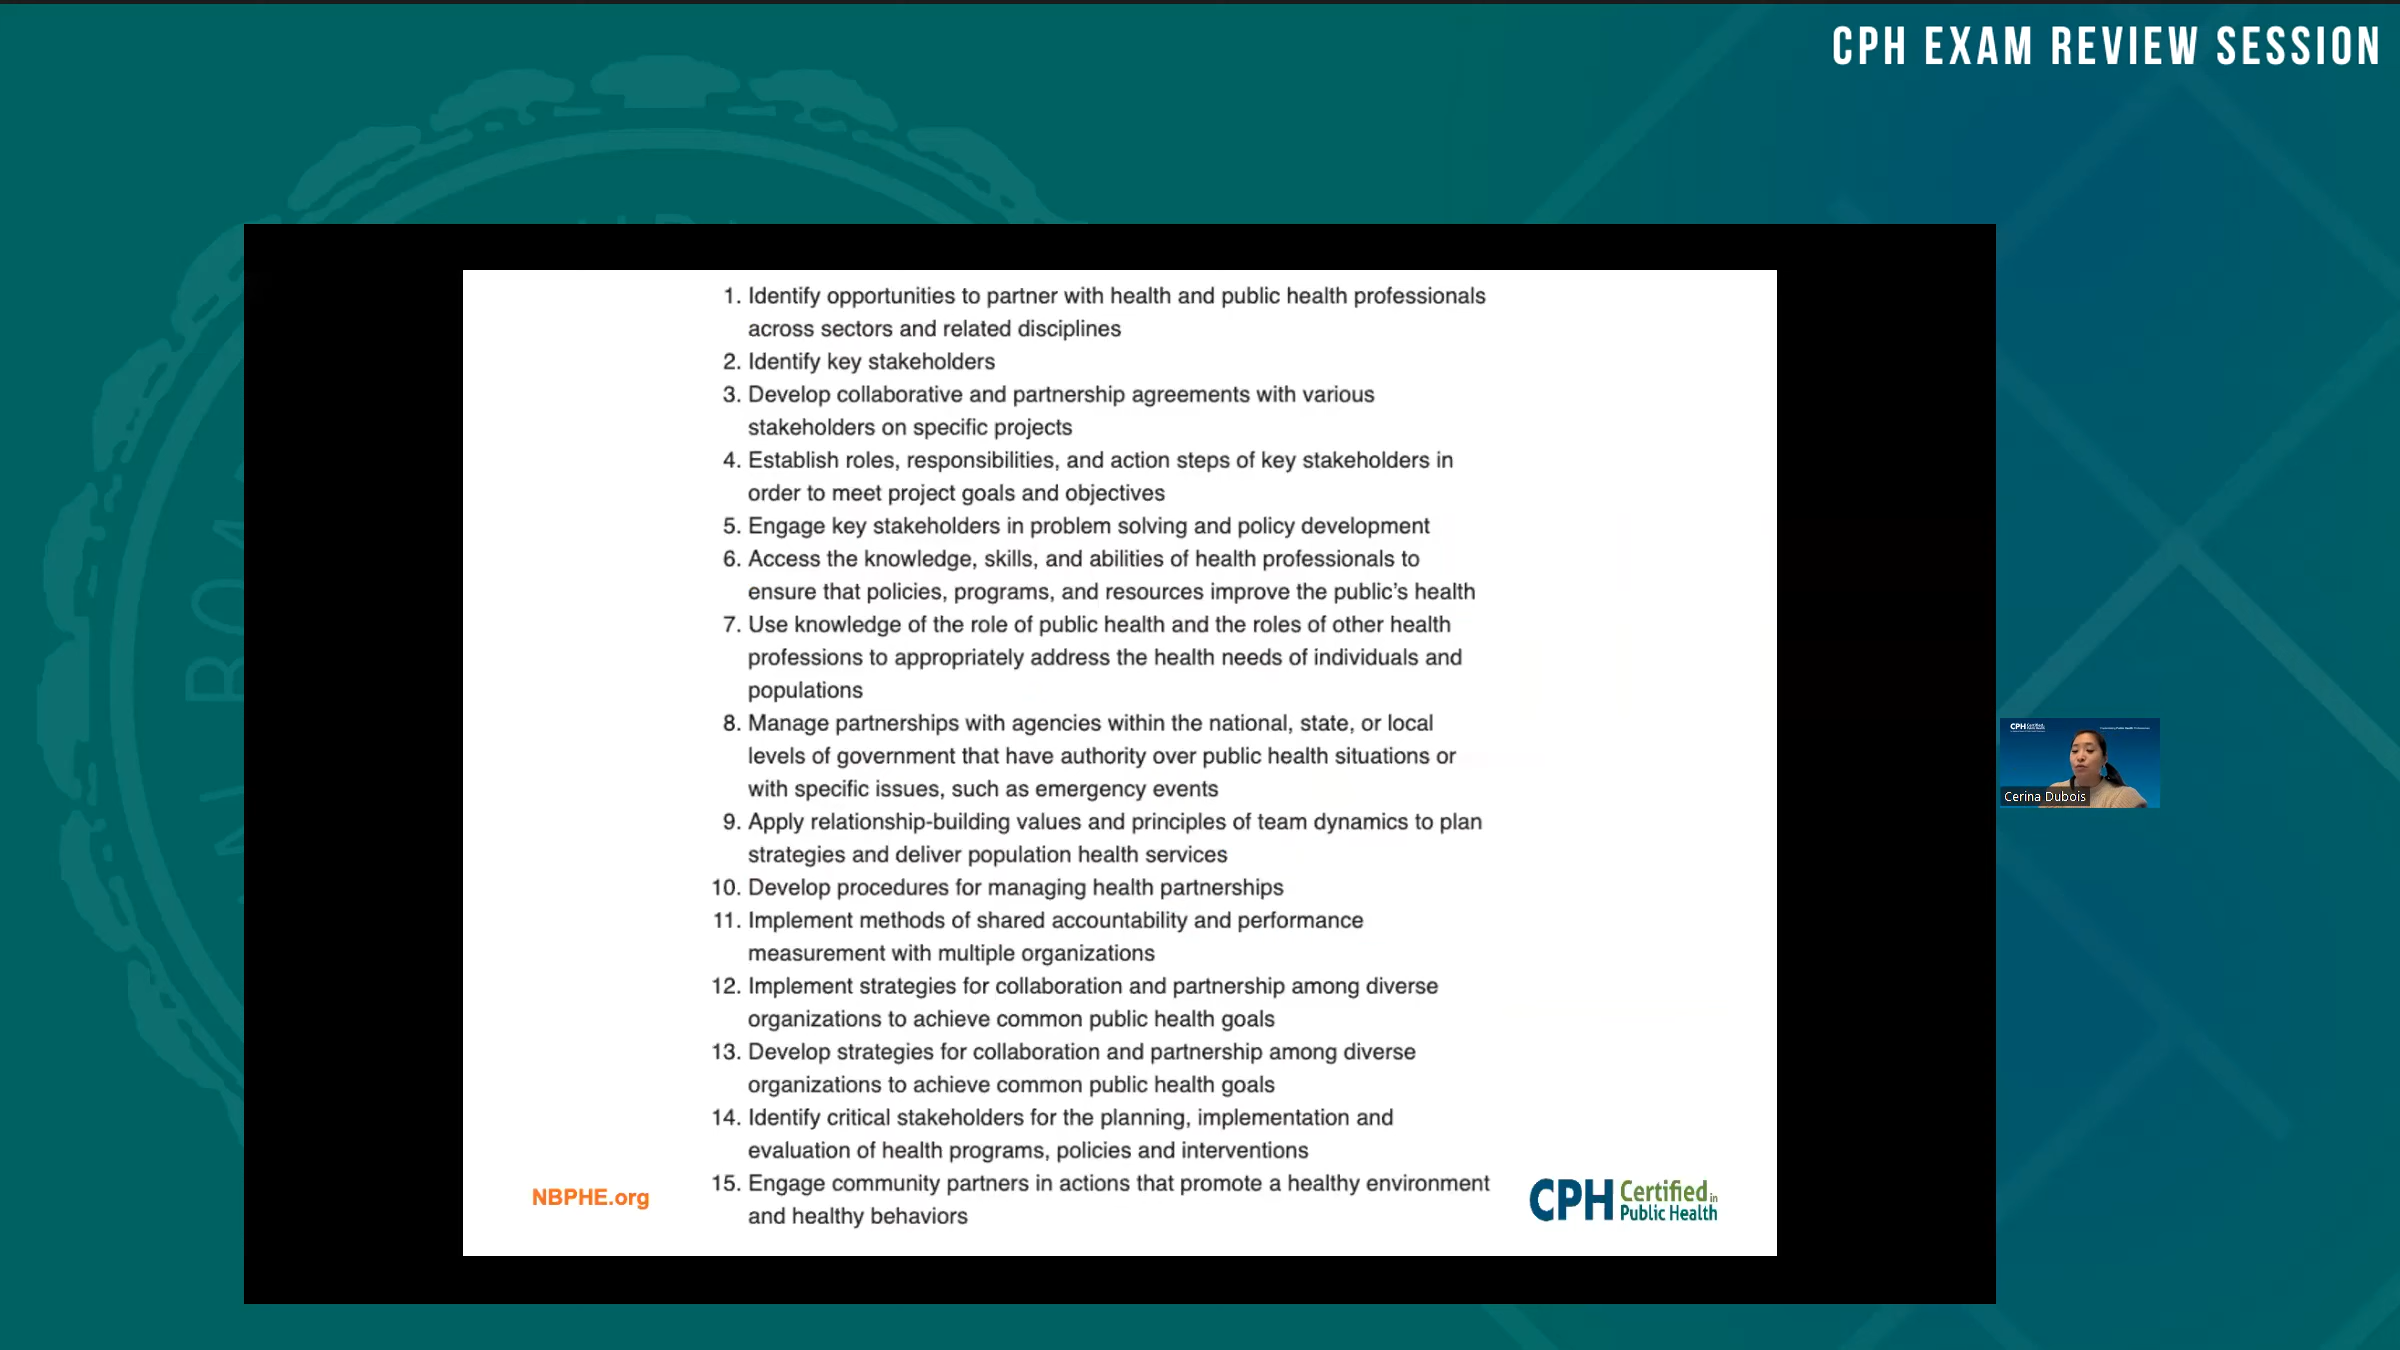 CPH EXAM REVIEW SESSION
1. Identify opportunities to partner with health and public health professionals
across sectors and related disciplines
2. Identify key stakeholders
3. Develop collaborative and partnership agreements with various
stakeholders on specific projects
4. Establish roles, responsibilities, and action steps of key stakeholders in
order to meet project goals and objectives
5. Engage key stakeholders in problem solving and policy development
6. Access the knowledge, skills, and abilities of health professionals to
ensure that policies, programs, and resources improve the public’s health
7. Use knowledge of the role of public health and the roles of other health
professions to appropriately address the health needs of individuals and
populations
8. Manage partnerships with agencies within the national, state, or local
levels of government that have authority over public health situations or
with specific issues, such as emergency events
9. Apply relationship-building values and principles of team dynamics to plan
strategies and deliver population health services
10. Develop procedures for managing health partnerships
11. Implement methods of shared accountability and performance
measurement with multiple organizations
12. Implement strategies for collaboration and partnership among diverse
organizations to achieve common public health goals
13. Develop strategies for collaboration and partnership among diverse
organizations to achieve common public health goals
14. Identify critical stakeholders for the planning, implementation and
evaluation of health programs, policies and interventions
15. Engage community partners in actions that promote a healthy environment
and healthy behaviors
NBPHE.org
CPH Certified in
Public Health
CPH
Cerina Dubois